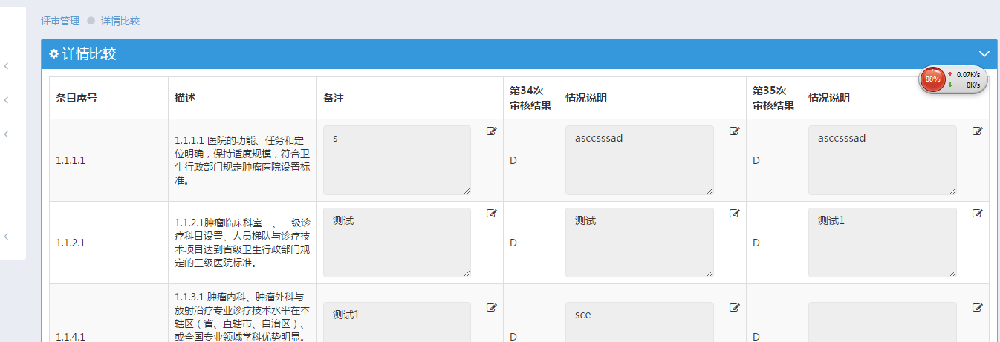 评审管理 详情比较
详情比较
88% 0.07K/s
0K/s
条目序号 描述 备注 第34次 审核结果 情况说明 第35次 审核结果 情况说明
1.1.1.1
1.1.1.1 医院的功能、任务和定
位明确，保持适度规模，符合卫
生行政部门规定肿瘤医院设置标
准。
s
D
asccsssad
D
asccsssad
1.1.2.1
1.1.2.1肿瘤临床科室一、二级诊
疗科目设置、人员梯队与诊疗技
术项目达到省级卫生行政部门规
定的三级医院标准。
测试
D
测试
D
测试1
1.1.4.1
1.1.3.1 肿瘤内科、肿瘤外科与
放射治疗专业诊疗技术水平在本
辖区（省、直辖市、自治区）、
或全国专业领域学科优势明显。
测试1
D
sce
D